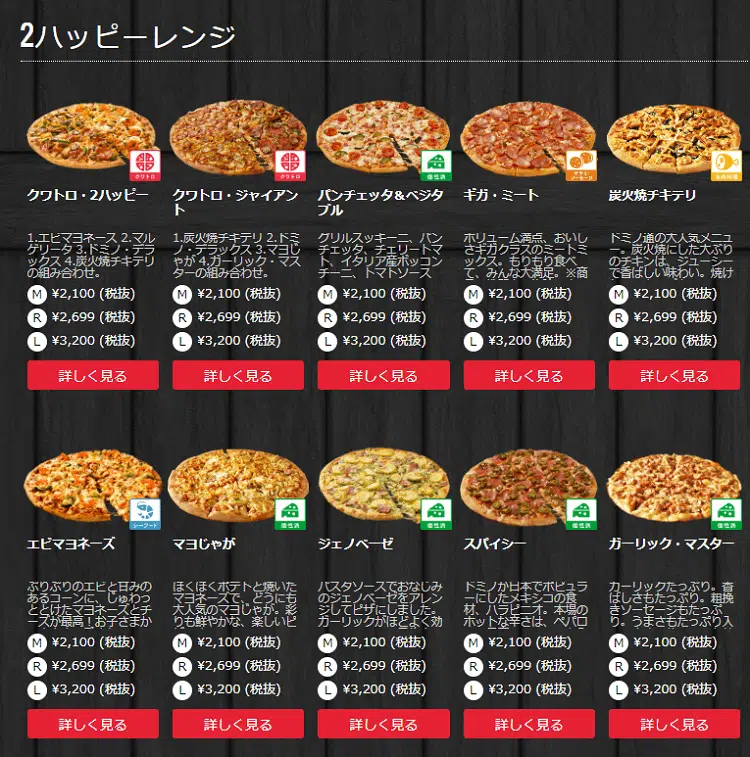 2ハッピーレンジ
クワトロ
クワトロ・2ハッピー
1.エビマヨネーズ 2.マル
ゲリータ 3.ドミノ・デラ
ックス 4.炭火焼チキテリ
の組み合わせ。
M ¥2,100 (税抜)
R ¥2,699 (税抜)
L ¥3,200 (税抜)
詳しく見る
クワトロ
クワトロ・ジャイアン
ト
1.炭火焼チキテリ 2.ドミ
ノ・デラックス 3.マヨじ
ゃが 4.ガーリック・マス
ターの組み合わせ。
M ¥2,100 (税抜)
R ¥2,699 (税抜)
L ¥3,200 (税抜)
詳しく見る
個性派
パンチェッタ&ベジタ
ブル
グリルズッキーニ、パン
チェッタ、チェリートマ
ト、イタリア産ボッコン
チーニ、トマトソース
M ¥2,100 (税抜)
R ¥2,699 (税抜)
L ¥3,200 (税抜)
詳しく見る
サラミ
ソーセージ
ギガ・ミート
ボリューム満点、おいし
さギガクラスのミートミ
ックス。もりもり食べ
て、みんな大満足。※商
M ¥2,100 (税抜)
R ¥2,699 (税抜)
L ¥3,200 (税抜)
詳しく見る
炭火焼チキテリ
ドミノ通の大人気メニュ
ー。炭火焼にした大ぶり
のチキンは、ジューシー
で香ばしい味わい。焼け
M ¥2,100 (税抜)
R ¥2,699 (税抜)
L ¥3,200 (税抜)
詳しく見る
シーフード
エビマヨネーズ
ぷりぷりのエビと甘みの
あるコーンに、じゅわっ
ととけたマヨネーズとチ
ーズが最高！お子さまか
M ¥2,100 (税抜)
R ¥2,699 (税抜)
L ¥3,200 (税抜)
詳しく見る
個性派
マヨじゃが
ほくほくポテトと焼いた
マヨネーズで、どうにも
大人気のマヨじゃが。彩
りも鮮やかな、楽しいピ
M ¥2,100 (税抜)
R ¥2,699 (税抜)
L ¥3,200 (税抜)
詳しく見る
個性派
ジェノベーゼ
パスタソースでおなじみ
のジェノベーゼをアレン
ジしてピザにしました。
ガーリックがほどよく効
M ¥2,100 (税抜)
R ¥2,699 (税抜)
L ¥3,200 (税抜)
詳しく見る
個性派
スパイシー
ドミノが日本でポピュラ
ーにしたメキシコの食
材、ハラピニオ。本場の
ホットな辛さは、ペパロ
M ¥2,100 (税抜)
R ¥2,699 (税抜)
L ¥3,200 (税抜)
詳しく見る
個性派
ガーリック・マスター
ガーリックたっぷり。香
ばしさもたっぷり。粗挽
きソーセージもたっぷ
り。うまさもたっぷり入
M ¥2,100 (税抜)
R ¥2,699 (税抜)
L ¥3,200 (税抜)
詳しく見る